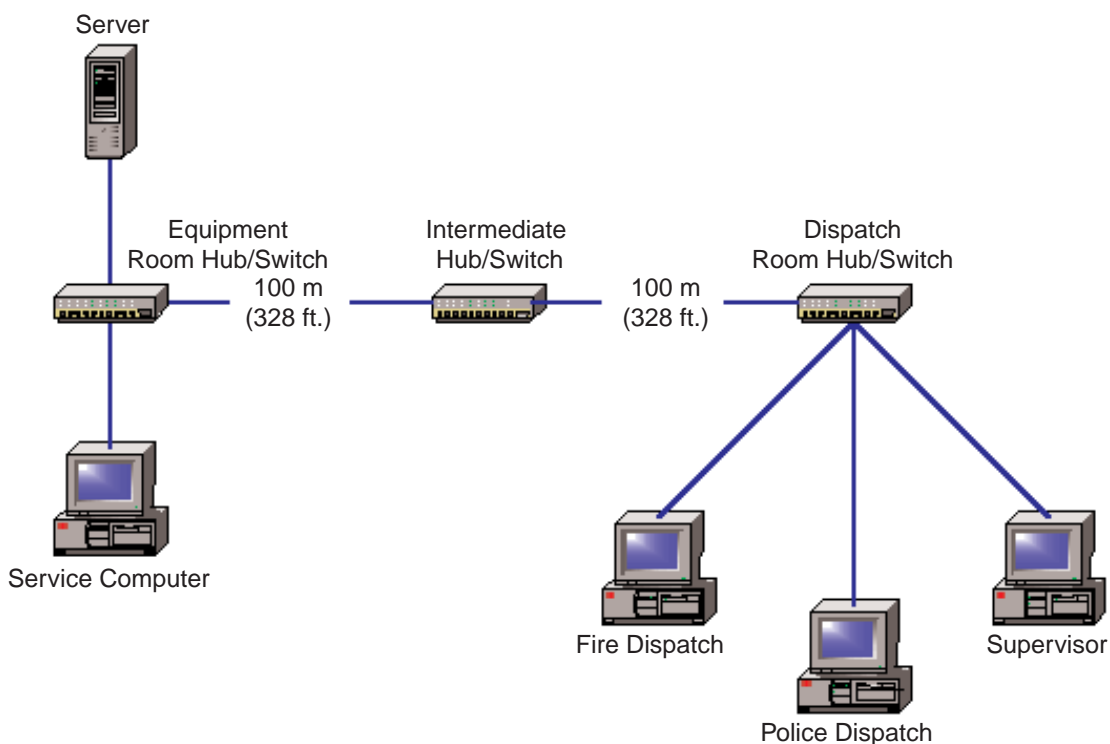 Server
Equipment
Room Hub/Switch
Intermediate
Hub/Switch
Dispatch
Room Hub/Switch
100 m
(328 ft.)
100 m
(328 ft.)
Service Computer
Fire Dispatch
Supervisor
Police Dispatch